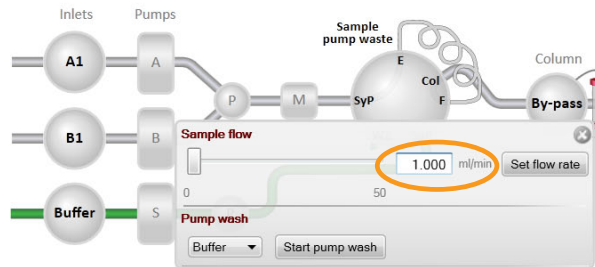 Inlets
Pumps
Sample
pump waste
E
Column
A1
A
Col
P
M
SyP
F
By-pass
B1
B
Sample flow
1.000 ml/min
Set flow rate
0
50
Buffer
S
Pump wash
Buffer
Start pump wash